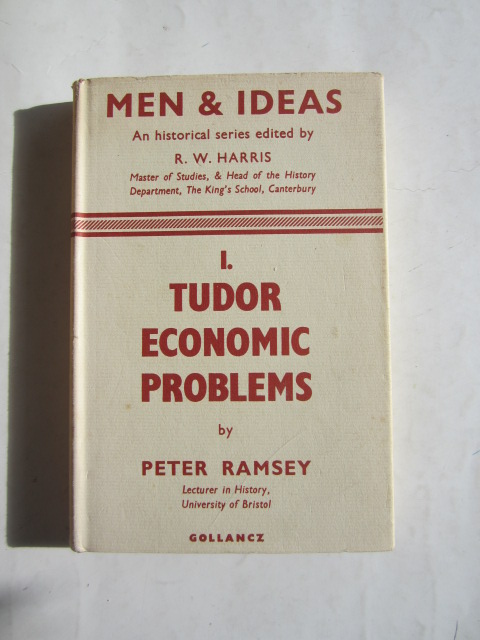 MEN & IDEAS
An historical series edited by
R. W. HARRIS
Master of Studies, & Head of the History
Department, The King's School, Canterbury
I.
TUDOR
ECONOMIC
PROBLEMS
by
PETER RAMSEY
Lecturer in History,
University of Bristol
GOLLANCZ